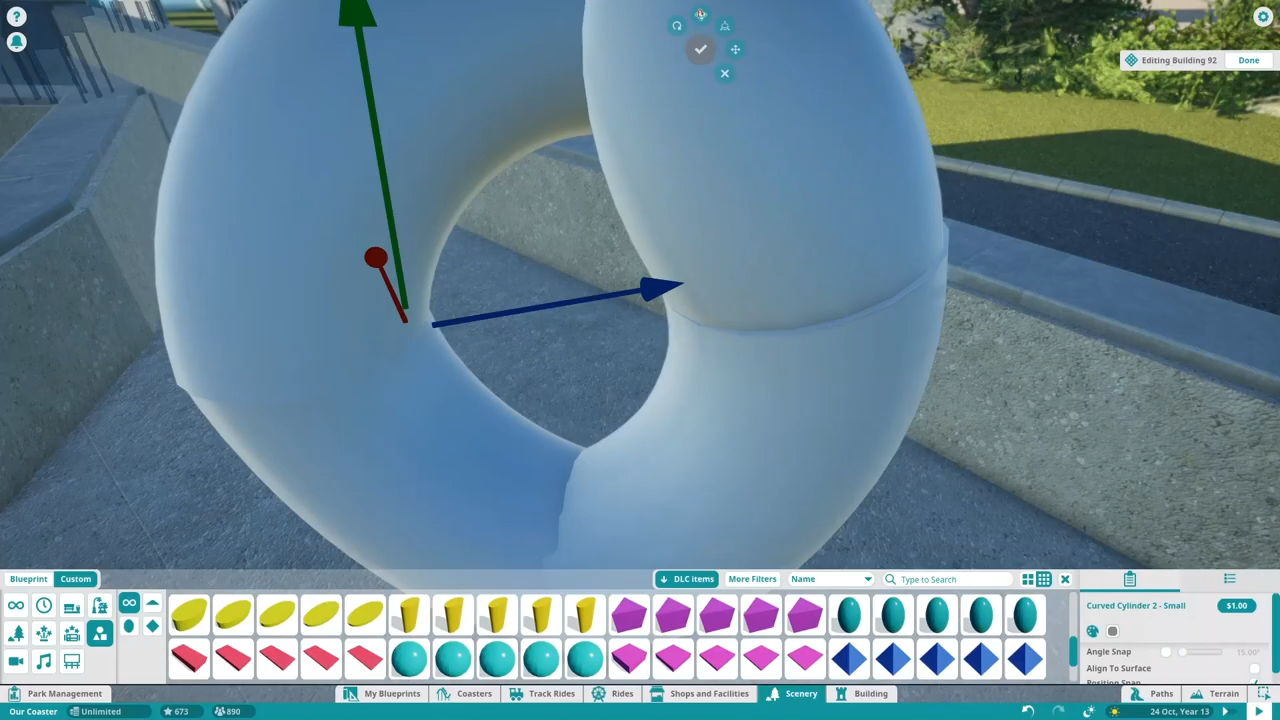 ?
Editing Building 92 Done
Blueprint Custom
DLC items More Filters Name Type to Search
Curved Cylinder 2 - Small $1.00
Angle Snap 15.00°
Align To Surface
Park Management My Blueprints Coasters Track Rides Rides Shops and Facilities Scenery Building Paths Terrain
Our Coaster Unlimited 673 890 24 Oct, Year 13